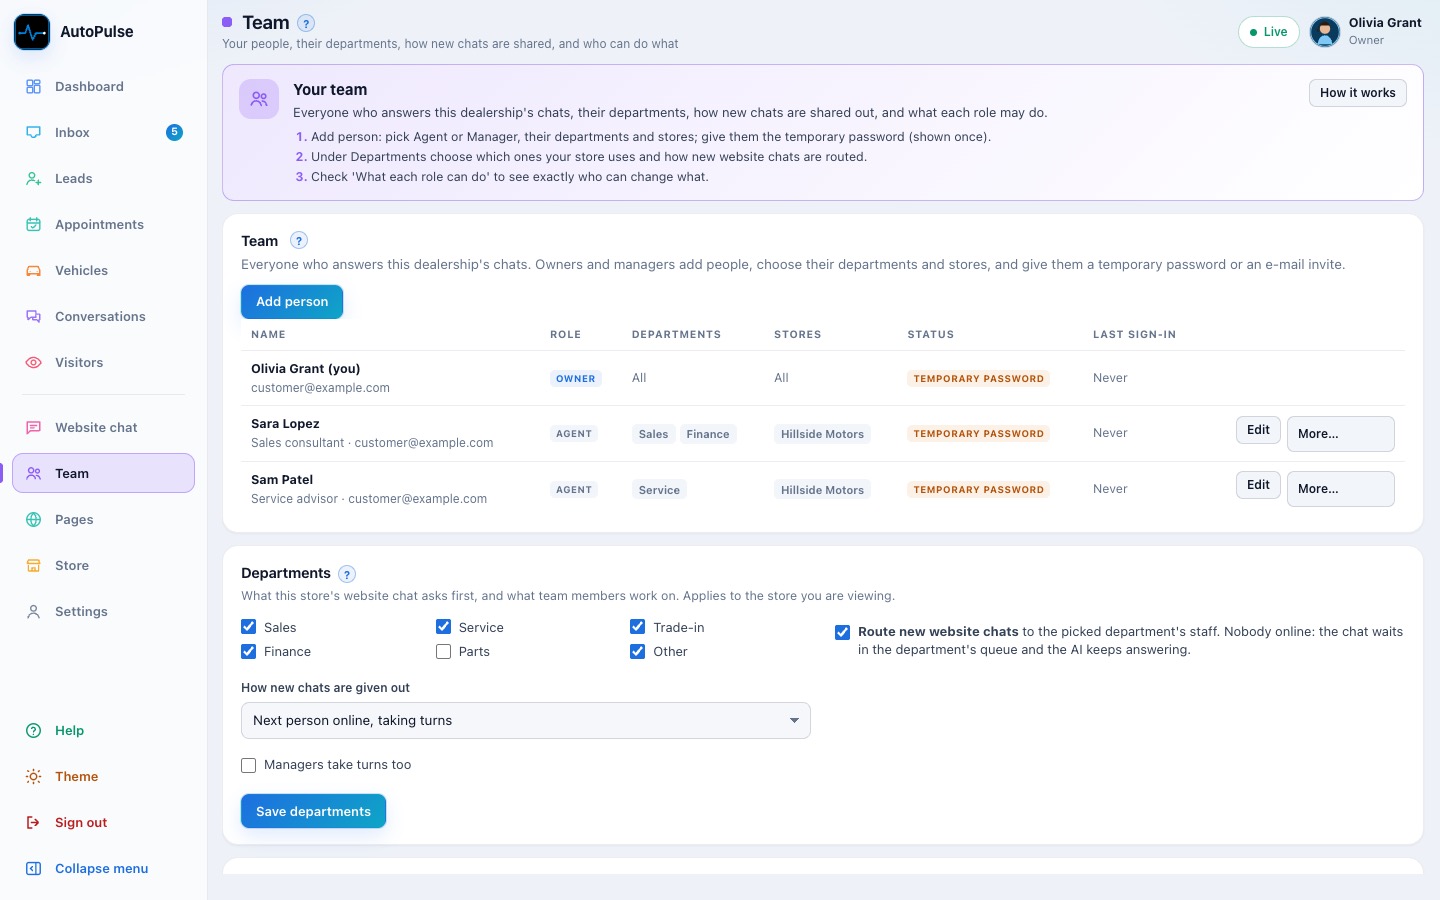 AutoPulse
Dashboard
Inbox 5
Leads
Appointments
Vehicles
Conversations
Visitors
Website chat
Team
Pages
Store
Settings
Help
Theme
Sign out
Collapse menu
Team ?
Your people, their departments, how new chats are shared, and who can do what
Live
Olivia Grant
Owner
Your team
How it works
Everyone who answers this dealership's chats, their departments, how new chats are shared out, and what each role may do.
1. Add person: pick Agent or Manager, their departments and stores; give them the temporary password (shown once).
2. Under Departments choose which ones your store uses and how new website chats are routed.
3. Check 'What each role can do' to see exactly who can change what.
Team ?
Everyone who answers this dealership's chats. Owners and managers add people, choose their departments and stores, and give them a temporary password or an e-mail invite.
Add person
NAME ROLE DEPARTMENTS STORES STATUS LAST SIGN-IN
Olivia Grant (you)
customer@example.com
OWNER All All TEMPORARY PASSWORD Never
Sara Lopez
Sales consultant · customer@example.com
AGENT Sales Finance Hillside Motors TEMPORARY PASSWORD Never Edit More...
Sam Patel
Service advisor · customer@example.com
AGENT Service Hillside Motors TEMPORARY PASSWORD Never Edit More...
Departments ?
What this store's website chat asks first, and what team members work on. Applies to the store you are viewing.
Sales Service Trade-in
Finance Parts Other
Route new website chats to the picked department's staff. Nobody online: the chat waits
in the department's queue and the AI keeps answering.
How new chats are given out
Next person online, taking turns
Managers take turns too
Save departments